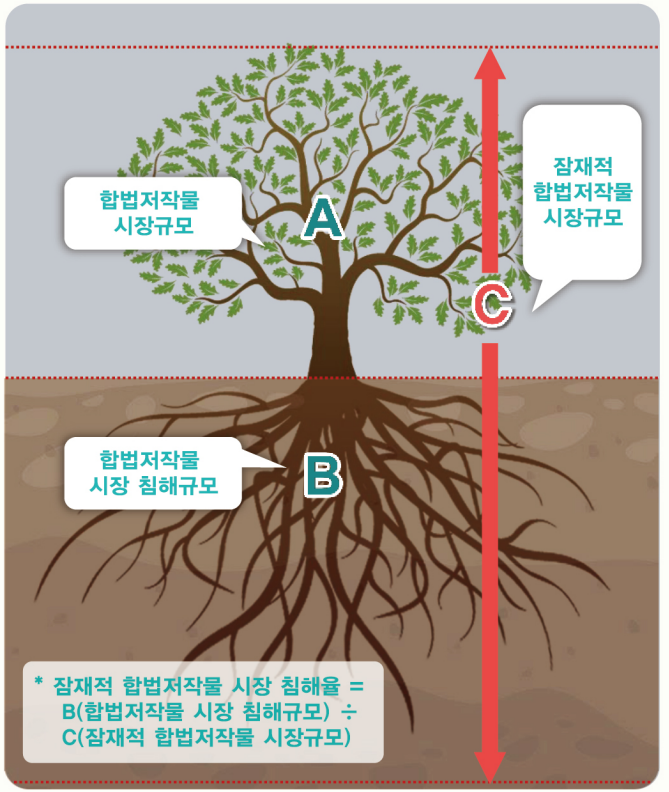 합법저작물
시장규모
A
잠재적
합법저작물
시장규모
C
합법저작물
시장 침해규모
B
* 잠재적 합법저작물 시장 침해율 =
B(합법저작물 시장 침해규모) ÷
C(잠재적 합법저작물 시장규모)